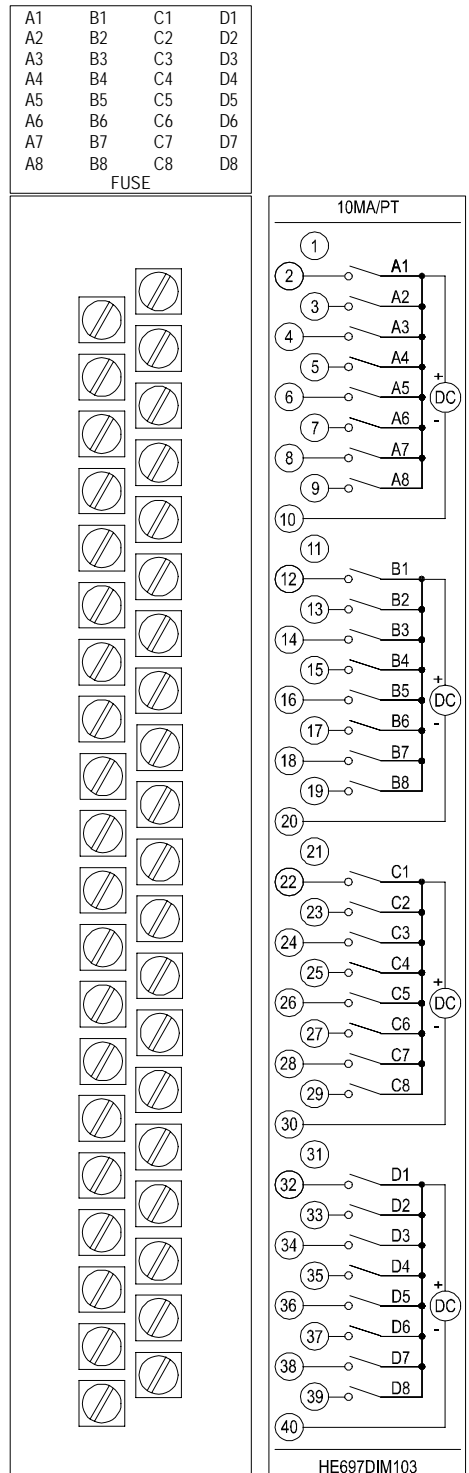 A1 B1 C1 D1
A2 B2 C2 D2
A3 B3 C3 D3
A4 B4 C4 D4
A5 B5 C5 D5
A6 B6 C6 D6
A7 B7 C7 D7
A8 B8 C8 D8
FUSE
10MA/PT
1
2 A1
3 A2
4 A3
5 A4
+
6 A5 DC
7 A6 -
8 A7
9 A8
10
11
12 B1
13 B2
14 B3
15 B4
+
16 B5 DC
17 B6 -
18 B7
19 B8
20
21
22 C1
23 C2
24 C3
25 C4
+
26 C5 DC
27 C6 -
28 C7
29 C8
30
31
32 D1
33 D2
34 D3
35 D4
+
36 D5 DC
37 D6 -
38 D7
39 D8
40
HE697DIM103